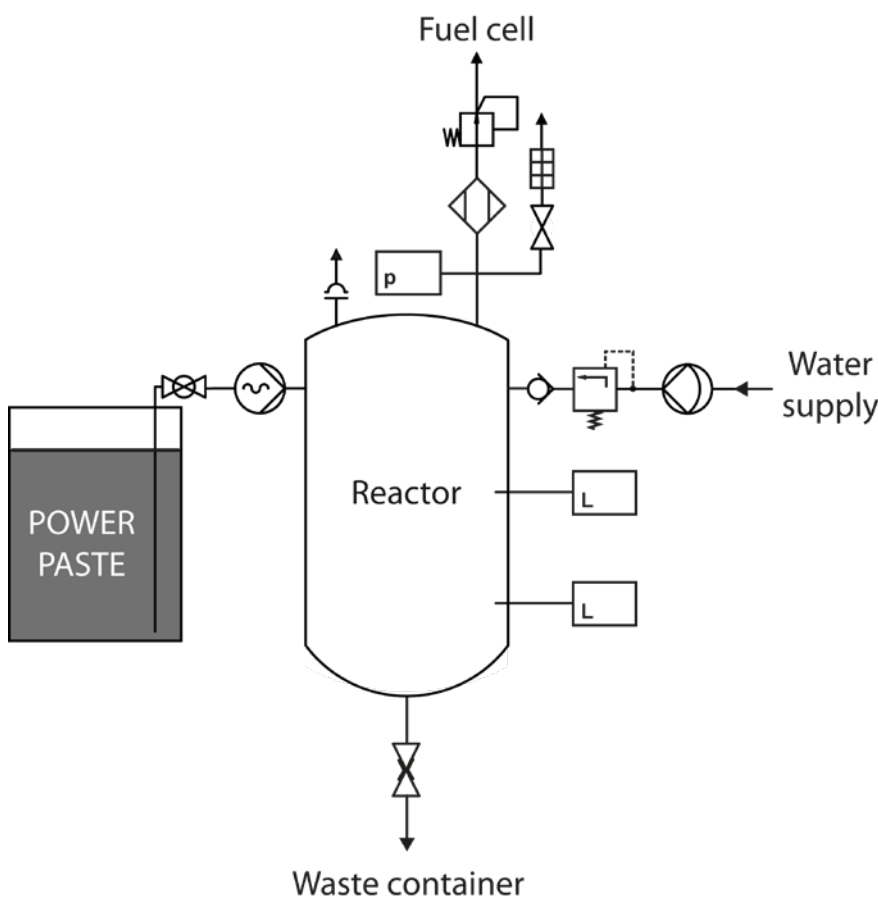 Fuel cell
p
Water
supply
Reactor
L
POWER
PASTE
L
Waste container